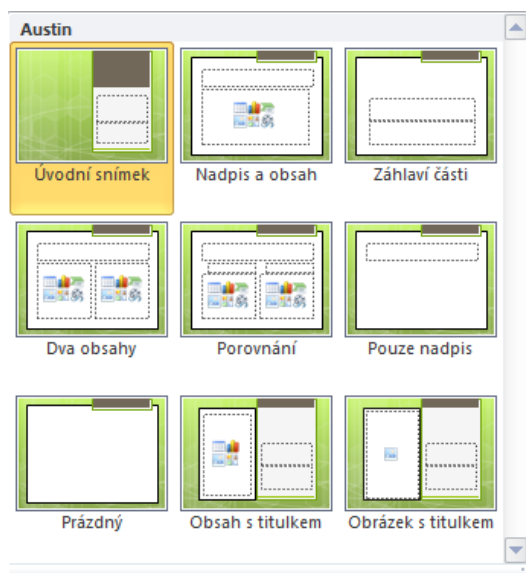 Austin
Úvodní snímek
Nadpis a obsah
Záhlaví části
Dva obsahy
Porovnání
Pouze nadpis
Prázdný
Obsah s titulkem
Obrázek s titulkem